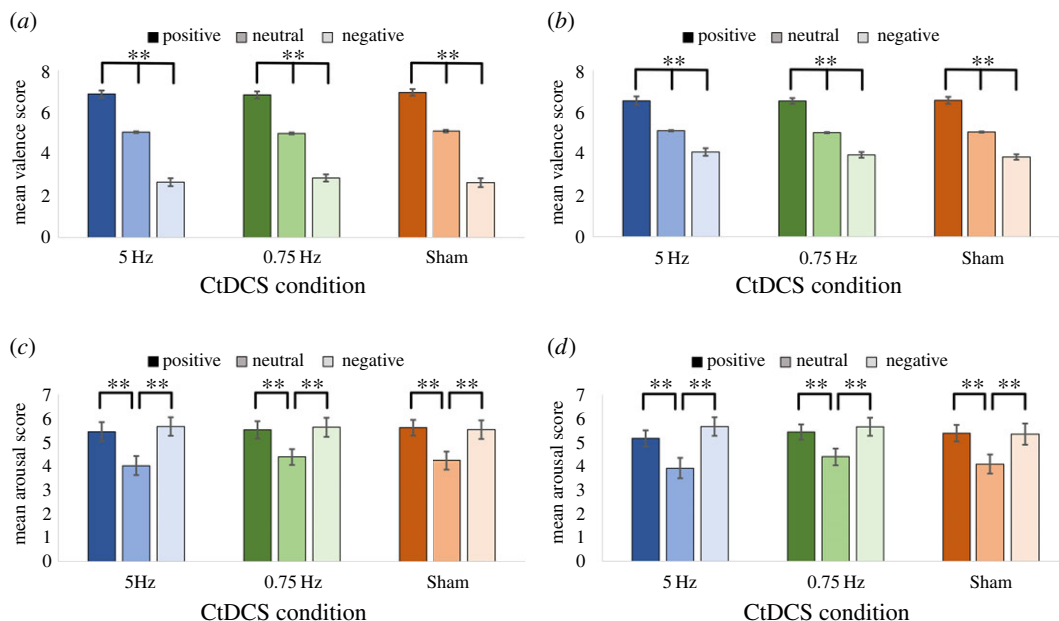 (a)
positive neutral negative
** ** **
8
6
4
2
0
mean valence score
5 Hz 0.75 Hz Sham
CtDCS condition
(b)
positive neutral negative
** ** **
8
6
4
2
0
mean valence score
5 Hz 0.75 Hz Sham
CtDCS condition
(c)
positive neutral negative
** ** ** ** ** **
7
6
5
4
3
2
1
0
mean arousal score
5Hz 0.75 Hz Sham
CtDCS condition
(d)
positive neutral negative
** ** ** ** ** **
7
6
5
4
3
2
1
0
mean arousal score
5 Hz 0.75 Hz Sham
CtDCS condition